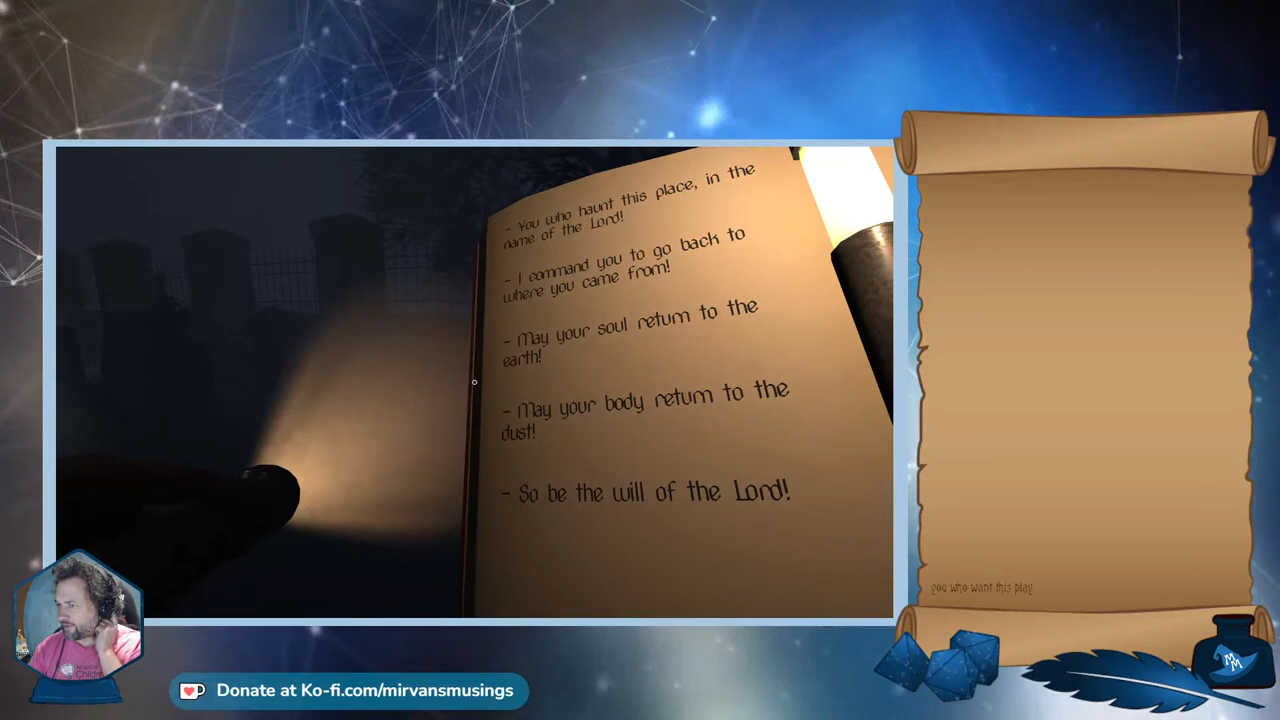 - You who haunt this place, in the
name of the Lord!
- I command you to go back to
where you came from!
- May your soul return to the
earth!
- May your body return to the
dust!
- So be the will of the Lord!
you who want this play
Donate at Ko-fi.com/mirvansmusings
MM